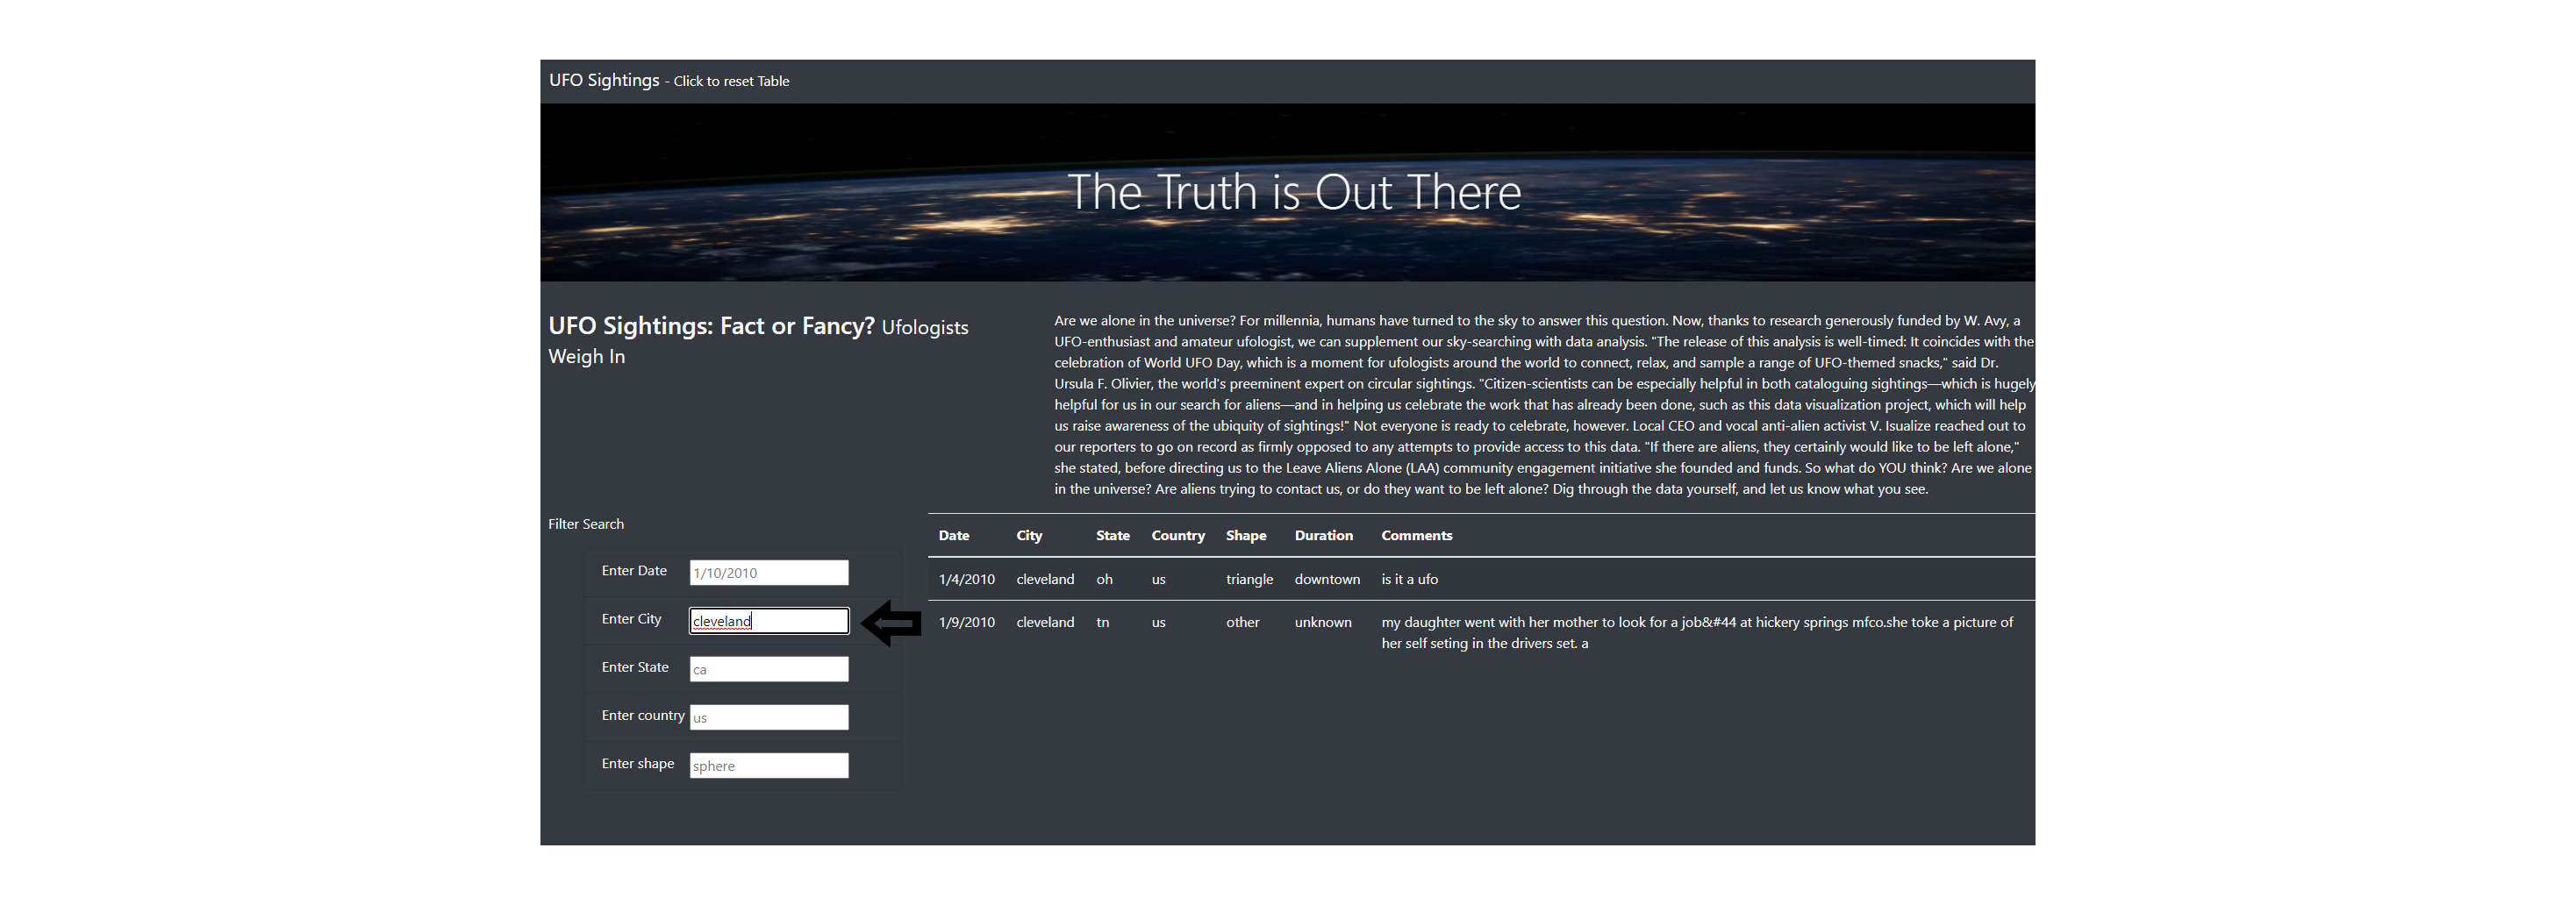 UFO Sightings - Click to reset Table
The Truth is Out There
UFO Sightings: Fact or Fancy? Ufologists
Weigh In
Are we alone in the universe? For millennia, humans have turned to the sky to answer this question. Now, thanks to research generously funded by W. Avy, a
UFO-enthusiast and amateur ufologist, we can supplement our sky-searching with data analysis. "The release of this analysis is well-timed: It coincides with the
celebration of World UFO Day, which is a moment for ufologists around the world to connect, relax, and sample a range of UFO-themed snacks," said Dr.
Ursula F. Olivier, the world's preeminent expert on circular sightings. "Citizen-scientists can be especially helpful in both cataloguing sightings—which is hugely
helpful for us in our search for aliens—and in helping us celebrate the work that has already been done, such as this data visualization project, which will help
us raise awareness of the ubiquity of sightings!" Not everyone is ready to celebrate, however. Local CEO and vocal anti-alien activist V. Isualize reached out to
our reporters to go on record as firmly opposed to any attempts to provide access to this data. "If there are aliens, they certainly would like to be left alone,"
she stated, before directing us to the Leave Aliens Alone (LAA) community engagement initiative she founded and funds. So what do YOU think? Are we alone
in the universe? Are aliens trying to contact us, or do they want to be left alone? Dig through the data yourself, and let us know what you see.
Filter Search
Enter Date 1/10/2010
Enter City cleveland
Enter State ca
Enter country us
Enter shape sphere
Date City State Country Shape Duration Comments
1/4/2010 cleveland oh us triangle downtown is it a ufo
1/9/2010 cleveland tn us other unknown my daughter went with her mother to look for a job&#44 at hickery springs mfco.she toke a picture of
her self seting in the drivers set. a